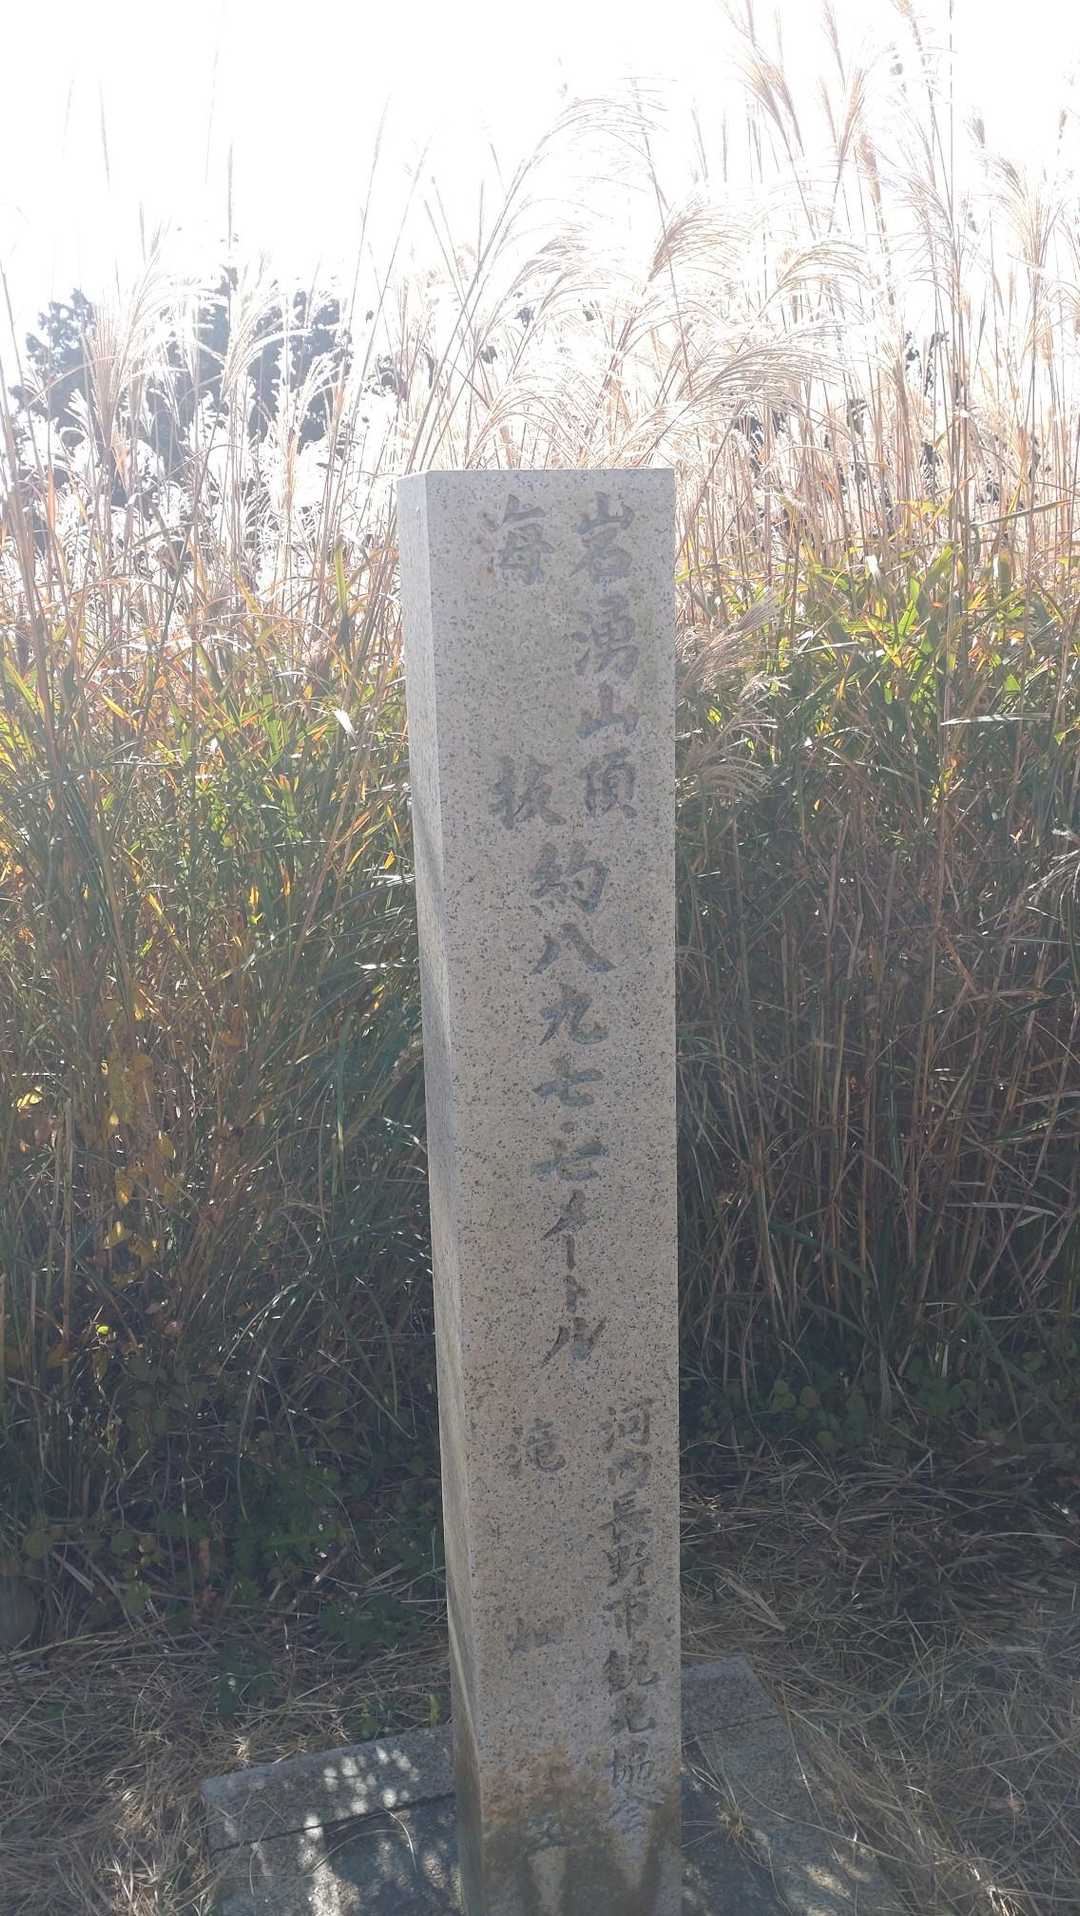 岩湧山頂
海抜
約八九七・七メートル
河内長野市観光協会
滝畑